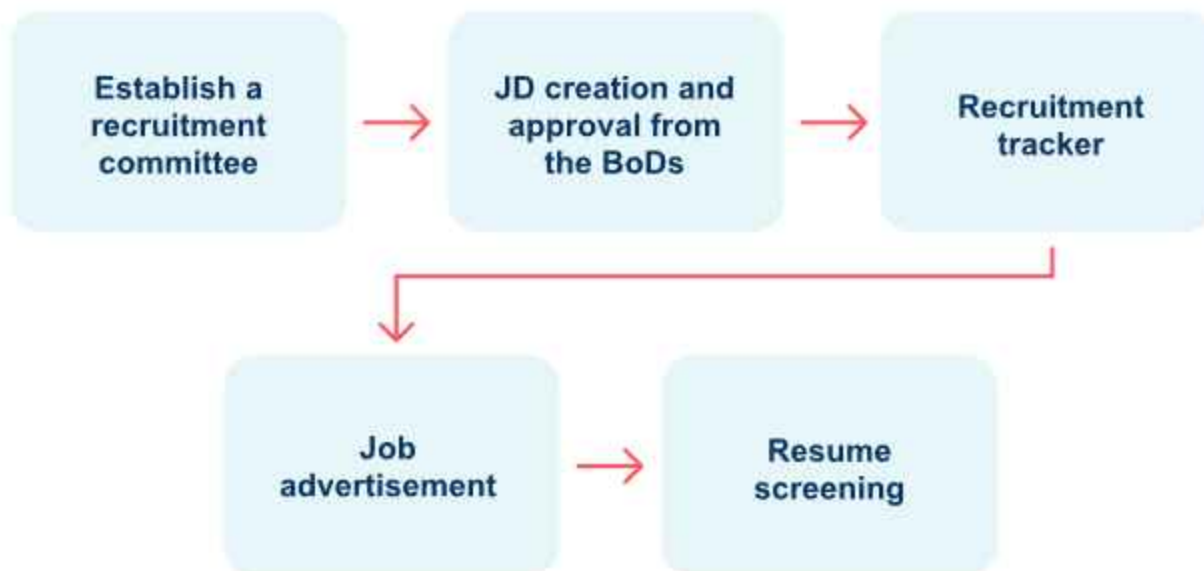 Establish a
recruitment
committee
JD creation and
approval from
the BoDs
Recruitment
tracker
Job
advertisement
Resume
screening